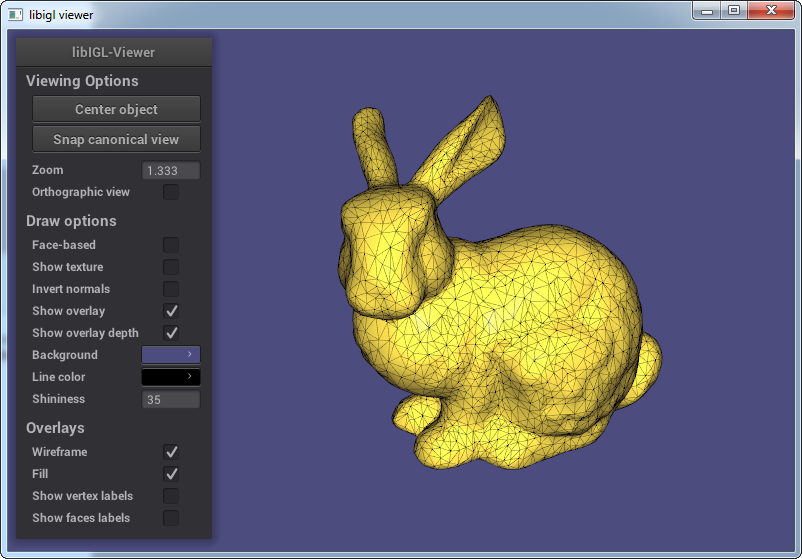 libigl viewer
libIGL-Viewer
Viewing Options
Center object
Snap canonical view
Zoom 1.333
Orthographic view
Draw options
Face-based
Show texture
Invert normals
Show overlay
Show overlay depth
Background
Line color
Shininess 35
Overlays
Wireframe
Fill
Show vertex labels
Show faces labels